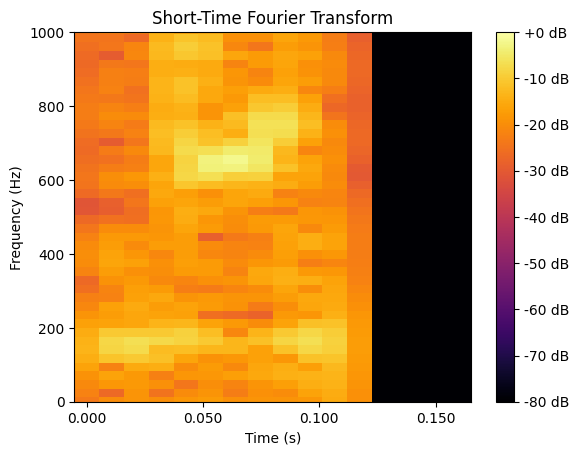 Short-Time Fourier Transform
1000
800
600
400
200
0
Frequency (Hz)
0.000
0.050
0.100
0.150
Time (s)
+0 dB
-10 dB
-20 dB
-30 dB
-40 dB
-50 dB
-60 dB
-70 dB
-80 dB